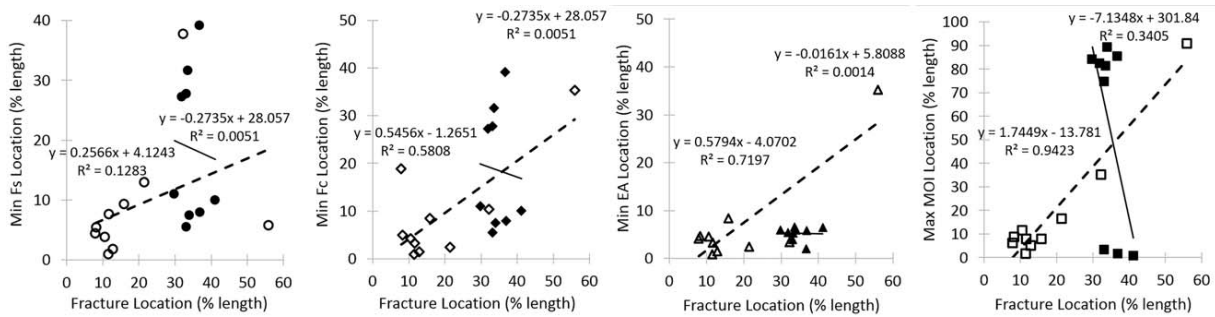 40
30
20
10
0
0 10 20 30 40 50 60
Min Fs Location (% length)
Fracture Location (% length)
y = -0.2735x + 28.057
R² = 0.0051
y = 0.2566x + 4.1243
R² = 0.1283
50
40
30
20
10
0
0 10 20 30 40 50 60
Min Fc Location (% length)
Fracture Location (% length)
y = -0.2735x + 28.057
R² = 0.0051
y = 0.5456x - 1.2651
R² = 0.5808
50
40
30
20
10
0
0 10 20 30 40 50 60
Min EA Location (% length)
Fracture Location (% length)
y = -0.0161x + 5.8088
R² = 0.0014
y = 0.5794x - 4.0702
R² = 0.7197
100
90
80
70
60
50
40
30
20
10
0
0 10 20 30 40 50 60
Max MOI Location (% length)
Fracture Location (% length)
y = -7.1348x + 301.84
R² = 0.3405
y = 1.7449x - 13.781
R² = 0.9423